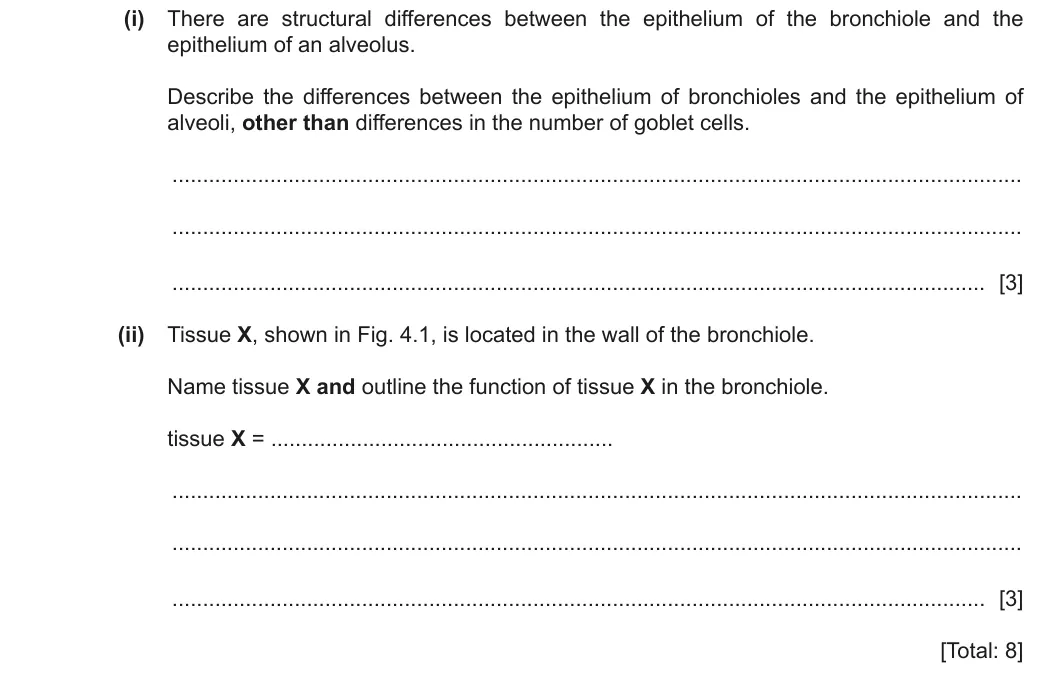 (i) There are structural differences between the epithelium of the bronchiole and the
epithelium of an alveolus.
Describe the differences between the epithelium of bronchioles and the epithelium of
alveoli, other than differences in the number of goblet cells.
..........................................................................................................................................
..........................................................................................................................................
.................................................................................................................................... [3]
(ii) Tissue X, shown in Fig. 4.1, is located in the wall of the bronchiole.
Name tissue X and outline the function of tissue X in the bronchiole.
tissue X = ........................................................
..........................................................................................................................................
..........................................................................................................................................
.................................................................................................................................... [3]
[Total: 8]